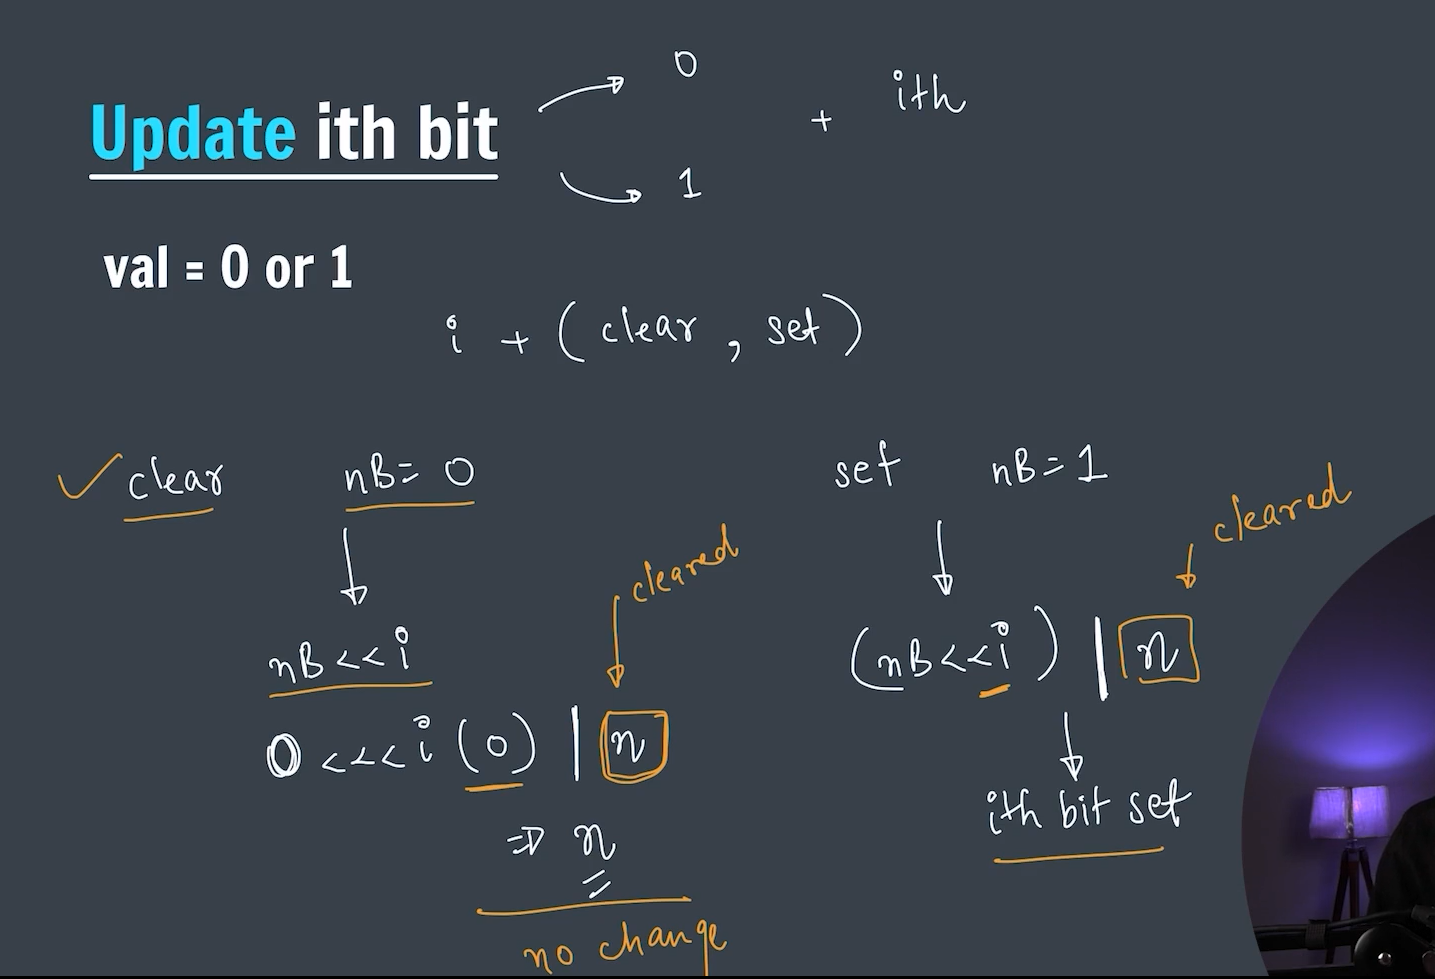 Update ith bit
0
1
+ ith
val = 0 or 1
i + ( clear , set )
✓ clear nB = 0
nB<<i
cleared
0 <<<i (0) | n
⇒ n
no change
set nB = 1
cleared
(nB<<i) | n
ith bit set